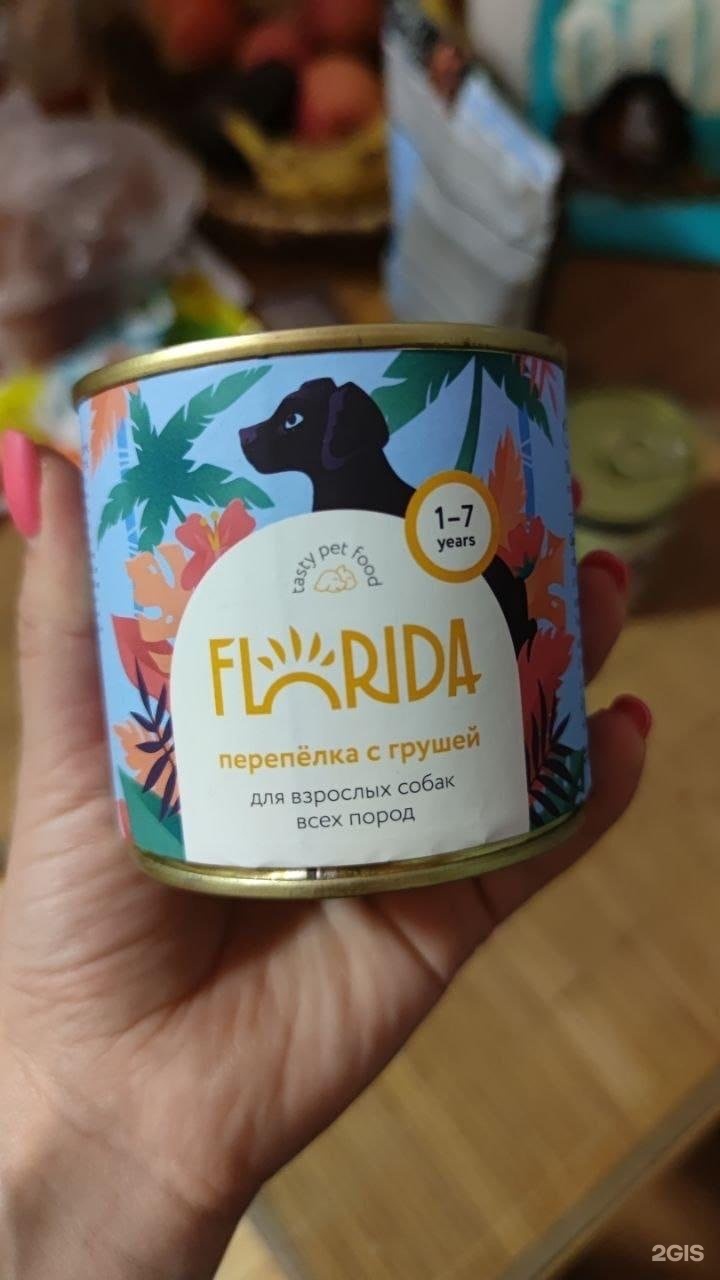 1–7
years
tasty pet food
FLORIDA
перепёлка с грушей
для взрослых собак
всех пород
2GIS